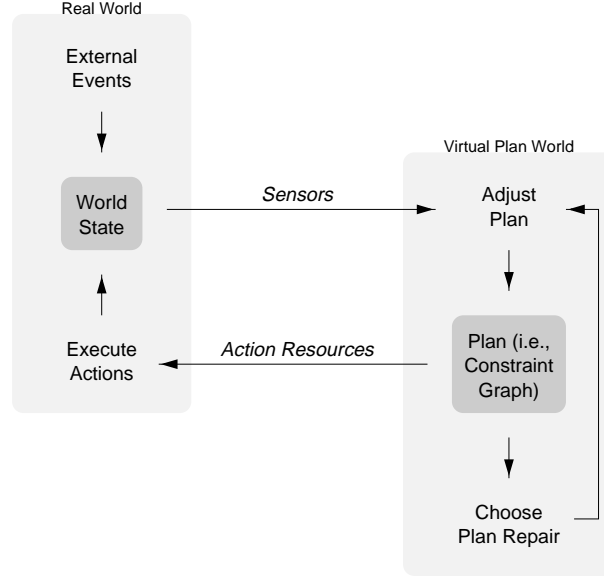 Real World
External
Events
World
State
Execute
Actions
Sensors
Action Resources
Virtual Plan World
Adjust
Plan
Plan (i.e.,
Constraint
Graph)
Choose
Plan Repair